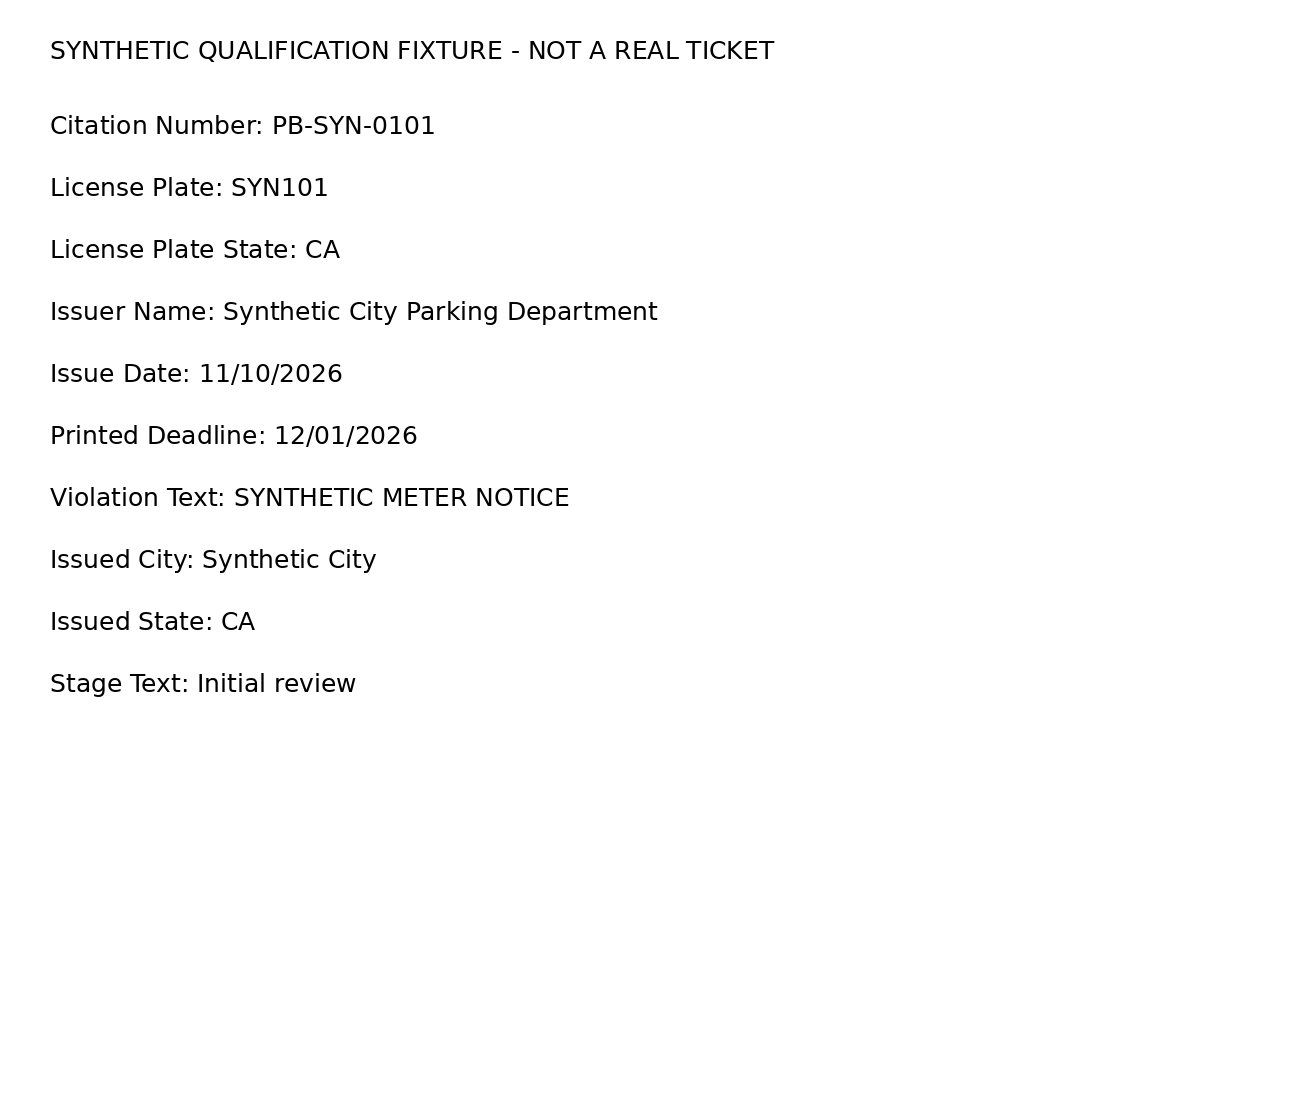 SYNTHETIC QUALIFICATION FIXTURE - NOT A REAL TICKET
Citation Number: PB-SYN-0101
License Plate: SYN101
License Plate State: CA
Issuer Name: Synthetic City Parking Department
Issue Date: 11/10/2026
Printed Deadline: 12/01/2026
Violation Text: SYNTHETIC METER NOTICE
Issued City: Synthetic City
Issued State: CA
Stage Text: Initial review